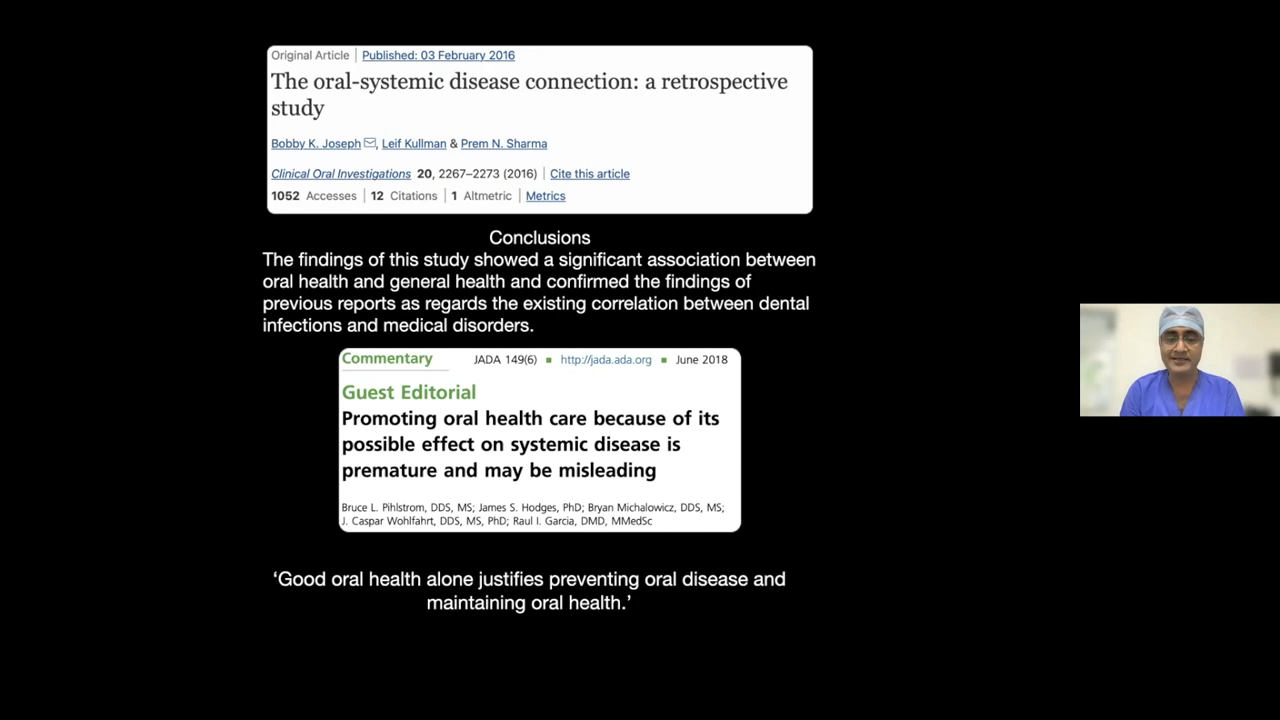 Original Article | Published: 03 February 2016
The oral-systemic disease connection: a retrospective
study
Bobby K. Joseph, Leif Kullman & Prem N. Sharma
Clinical Oral Investigations 20, 2267–2273 (2016) | Cite this article
1052 Accesses | 12 Citations | 1 Altmetric | Metrics
Conclusions
The findings of this study showed a significant association between
oral health and general health and confirmed the findings of
previous reports as regards the existing correlation between dental
infections and medical disorders.
Commentary JADA 149(6) ■ http://jada.ada.org ■ June 2018
Guest Editorial
Promoting oral health care because of its
possible effect on systemic disease is
premature and may be misleading
Bruce L. Pihlstrom, DDS, MS; James S. Hodges, PhD; Bryan Michalowicz, DDS, MS;
J. Caspar Wohlfahrt, DDS, MS, PhD; Raul I. Garcia, DMD, MMedSc
‘Good oral health alone justifies preventing oral disease and
maintaining oral health.’